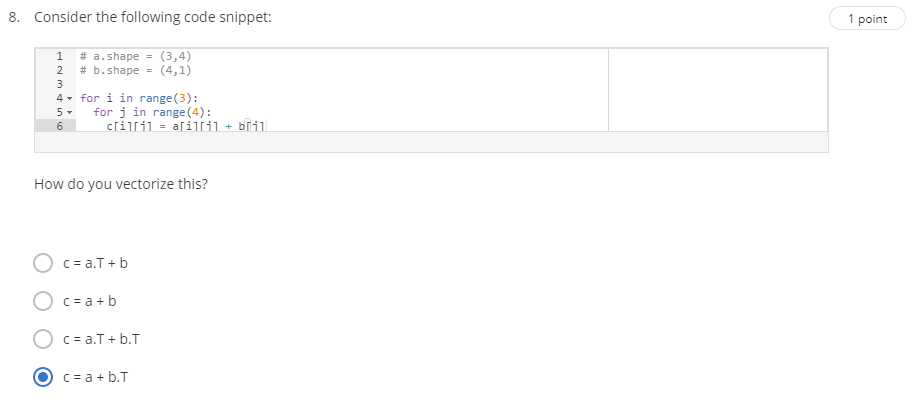 8. Consider the following code snippet:
1 point
1 # a.shape = (3,4)
2 # b.shape = (4,1)
3
4 for i in range(3):
5 for j in range(4):
6 c[i][j] = a[i][j] + b[j]
How do you vectorize this?
c = a.T + b
c = a + b
c = a.T + b.T
c = a + b.T